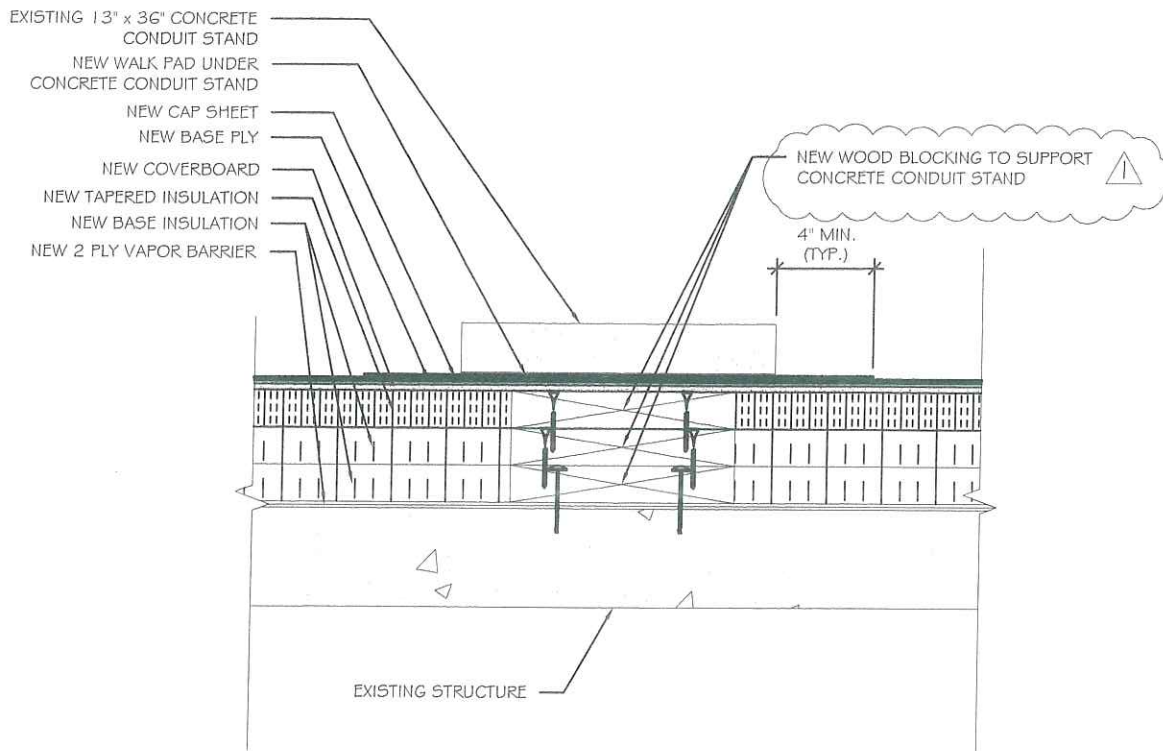 EXISTING 13" x 36" CONCRETE
CONDUIT STAND
NEW WALK PAD UNDER
CONCRETE CONDUIT STAND
NEW CAP SHEET
NEW BASE PLY
NEW COVERBOARD
NEW TAPERED INSULATION
NEW BASE INSULATION
NEW 2 PLY VAPOR BARRIER
NEW WOOD BLOCKING TO SUPPORT
CONCRETE CONDUIT STAND
1
4" MIN.
(TYP.)
EXISTING STRUCTURE